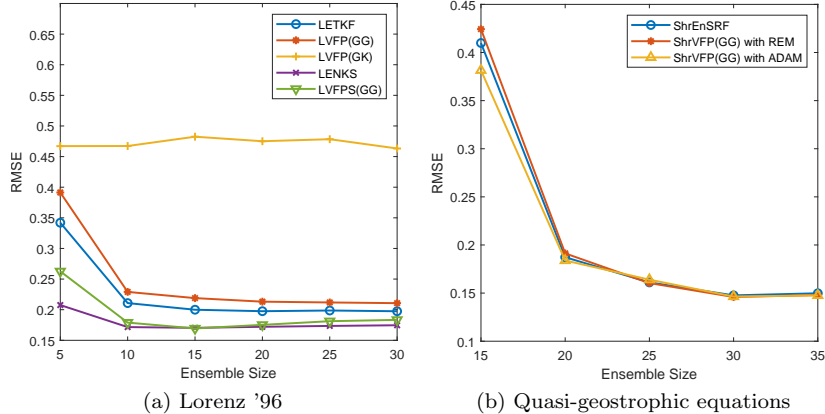 0.65
0.6
0.55
0.5
0.45
0.4
0.35
0.3
0.25
0.2
0.15
RMSE
5
10
15
20
25
30
Ensemble Size
LETKF
LVFP(GG)
LVFP(GK)
LENKS
LVFPS(GG)
(a) Lorenz '96
0.45
0.4
0.35
0.3
0.25
0.2
0.15
0.1
RMSE
15
20
25
30
35
Ensemble Size
ShrEnSRF
ShrVFP(GG) with REM
ShrVFP(GG) with ADAM
(b) Quasi-geostrophic equations